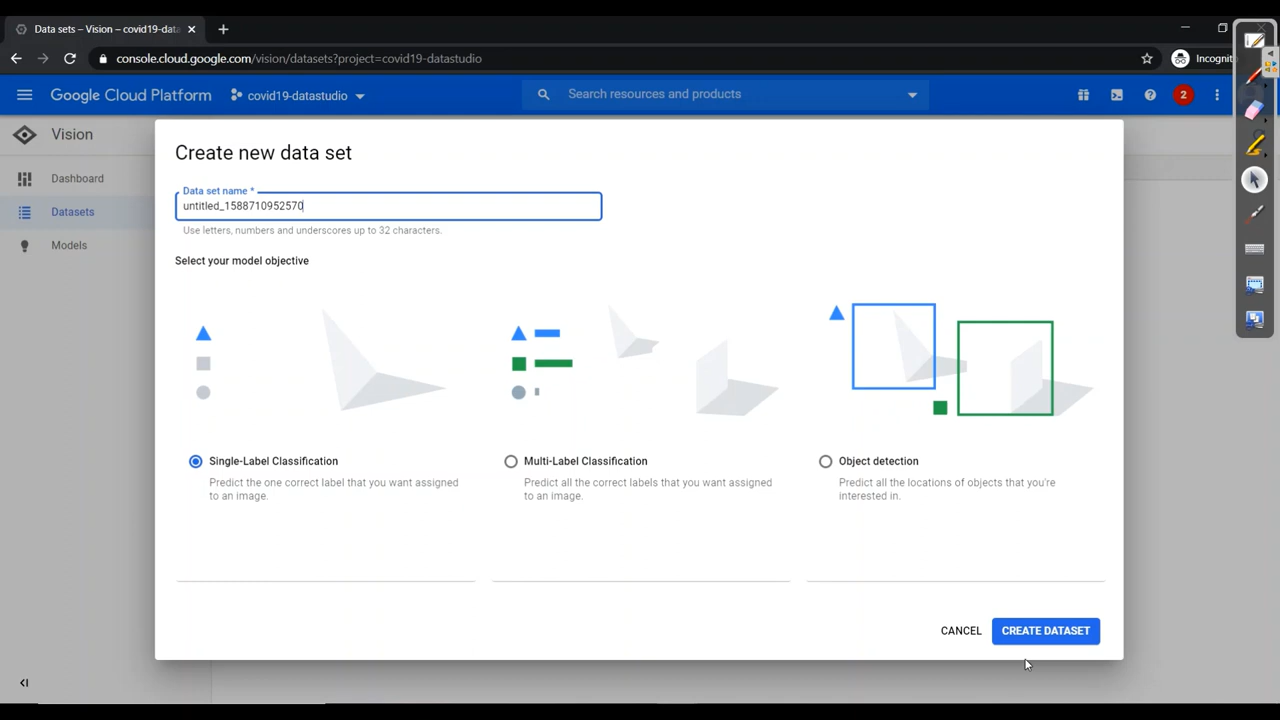 Data sets – Vision – covid19-data
console.cloud.google.com/vision/datasets?project=covid19-datastudio
Incognito
Google Cloud Platform
covid19-datastudio
Search resources and products
2
Vision
Dashboard
Datasets
Models
Create new data set
Data set name *
untitled_1588710952570
Use letters, numbers and underscores up to 32 characters.
Select your model objective
Single-Label Classification
Predict the one correct label that you want assigned
to an image.
Multi-Label Classification
Predict all the correct labels that you want assigned
to an image.
Object detection
Predict all the locations of objects that you're
interested in.
CANCEL
CREATE DATASET